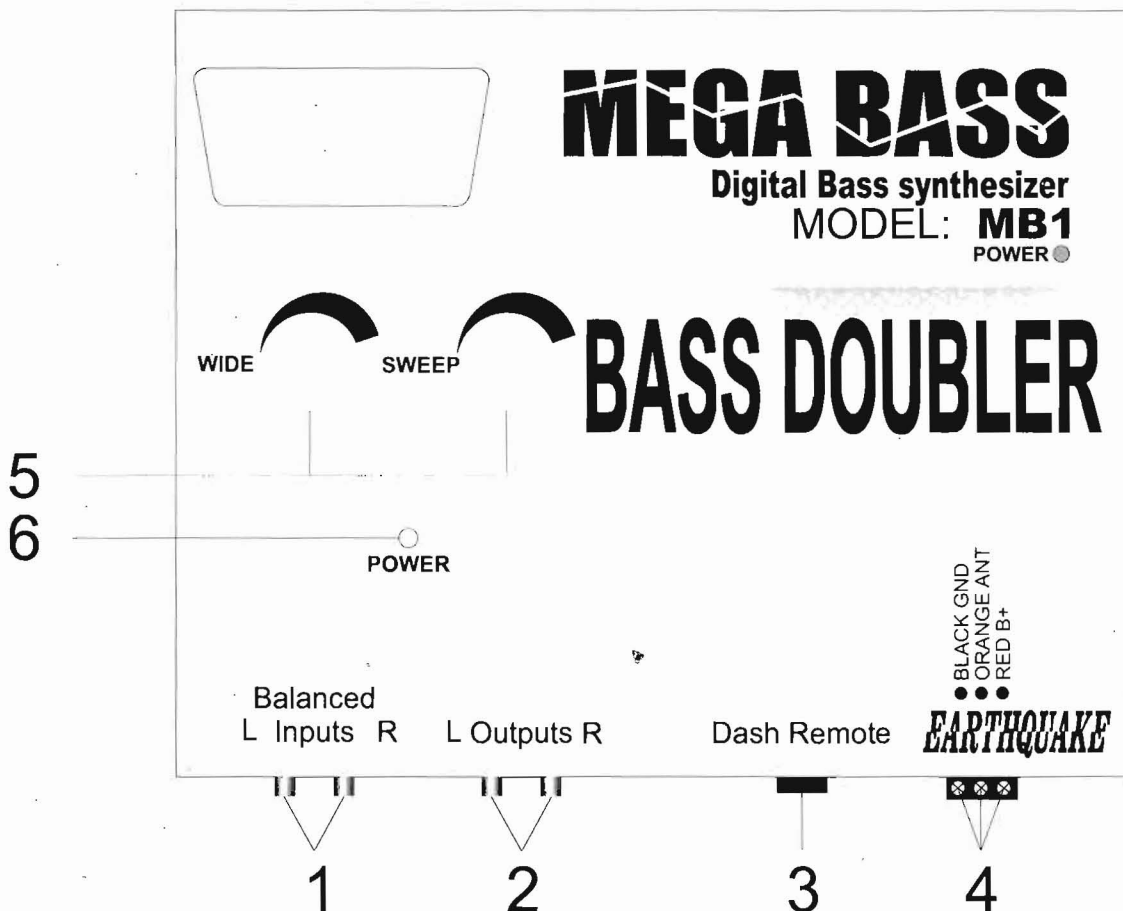 MEGA BASS
Digital Bass synthesizer
MODEL: MB1
POWER
WIDE
SWEEP
BASS DOUBLER
5
6
POWER
BLACK GND
ORANGE ANT
RED B+
Balanced
L Inputs R
L Outputs R
Dash Remote
EARTHQUAKE
1
2
3
4